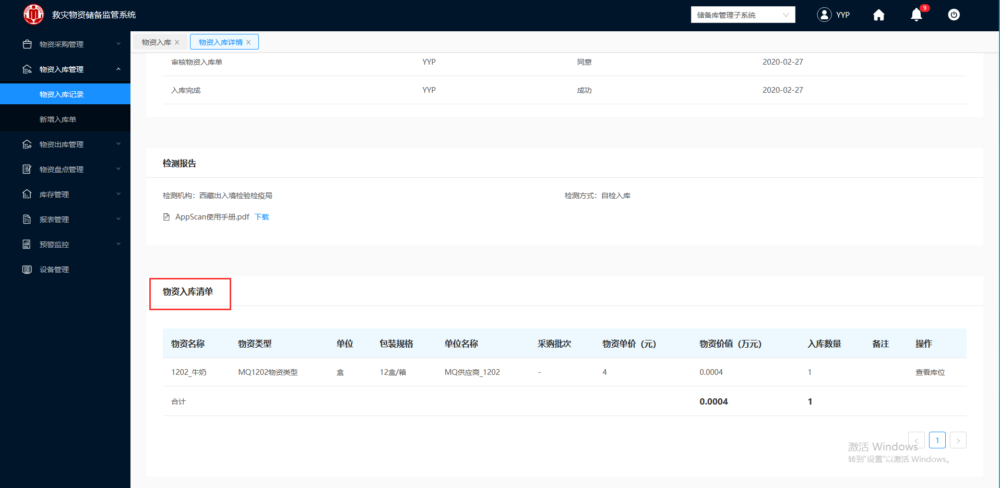 救灾物资储备监管系统
储备库管理子系统
YYP
9
物资采购管理
物资入库管理
物资入库记录
新增入库单
物资出库管理
物资盘点管理
库存管理
报表管理
预警监控
设备管理
物资入库
物资入库详情
审核物资入库单 YYP 同意 2020-02-27
入库完成 YYP 成功 2020-02-27
检测报告
检测机构：西藏出入境检验检疫局 检测方式：自检入库
AppScan使用手册.pdf 下载
物资入库清单
物资名称 物资类型 单位 包装规格 单位名称 采购批次 物资单价（元） 物资价值（万元） 入库数量 备注 操作
1202_牛奶 MQ1202物资类型 盒 12盒/箱 MQ供应商_1202 - 4 0.0004 1 查看库位
合计 0.0004 1
< 1 >
激活 Windows
转到"设置"以激活 Windows。